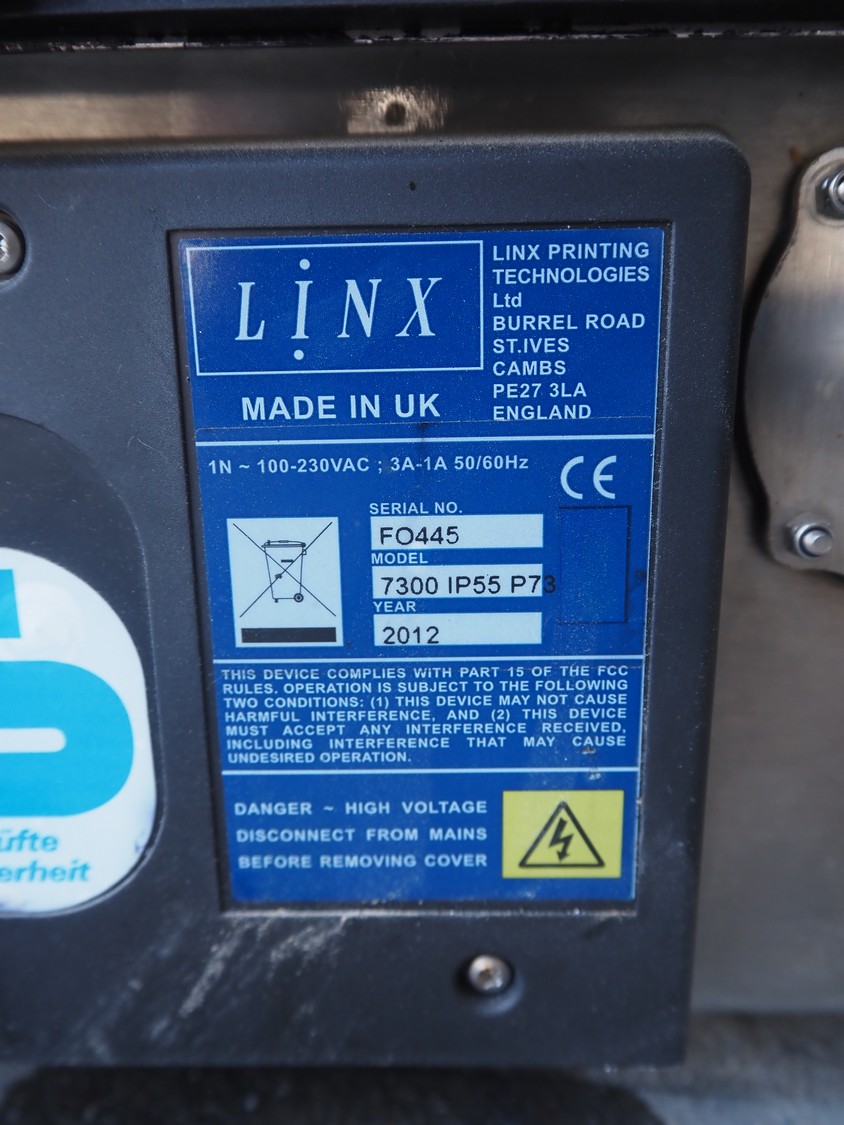 LINX
LINX PRINTING
TECHNOLOGIES
Ltd
BURREL ROAD
ST.IVES
CAMBS
PE27 3LA
ENGLAND
MADE IN UK
1N ~ 100-230VAC ; 3A-1A 50/60Hz
CE
SERIAL NO.
FO445
MODEL
7300 IP55 P73
YEAR
2012
THIS DEVICE COMPLIES WITH PART 15 OF THE FCC
RULES. OPERATION IS SUBJECT TO THE FOLLOWING
TWO CONDITIONS: (1) THIS DEVICE MAY NOT CAUSE
HARMFUL INTERFERENCE, AND (2) THIS DEVICE
MUST ACCEPT ANY INTERFERENCE RECEIVED,
INCLUDING INTERFERENCE THAT MAY CAUSE
UNDESIRED OPERATION.
DANGER ~ HIGH VOLTAGE
DISCONNECT FROM MAINS
BEFORE REMOVING COVER
üfte
erheit